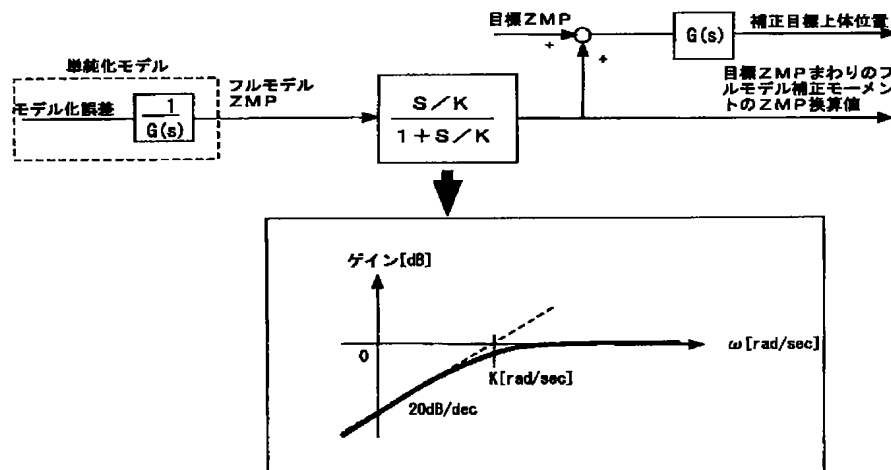 目標ZMP
+
+
G(s)
補正目標上体位置
単純化モデル
モデル化誤差
1
G(s)
フルモデル
ZMP
S/K
1+S/K
目標ZMPまわりのフ
ルモデル補正モーメン
トのZMP換算値
ゲイン[dB]
0
ω[rad/sec]
K[rad/sec]
20dB/dec